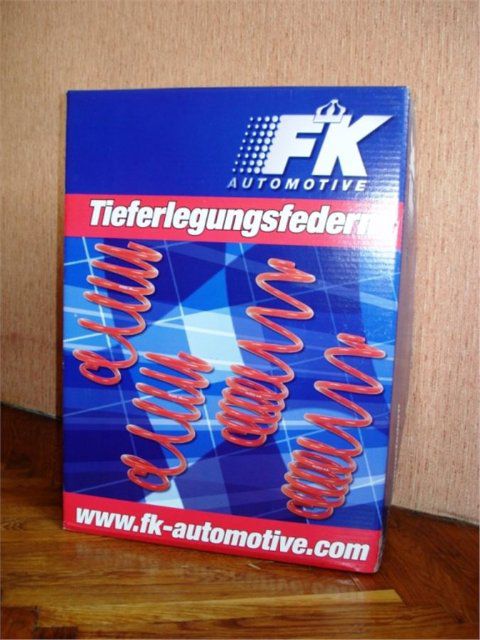 FK
AUTOMOTIVE
Tieferlegungsfedern
www.fk-automotive.com